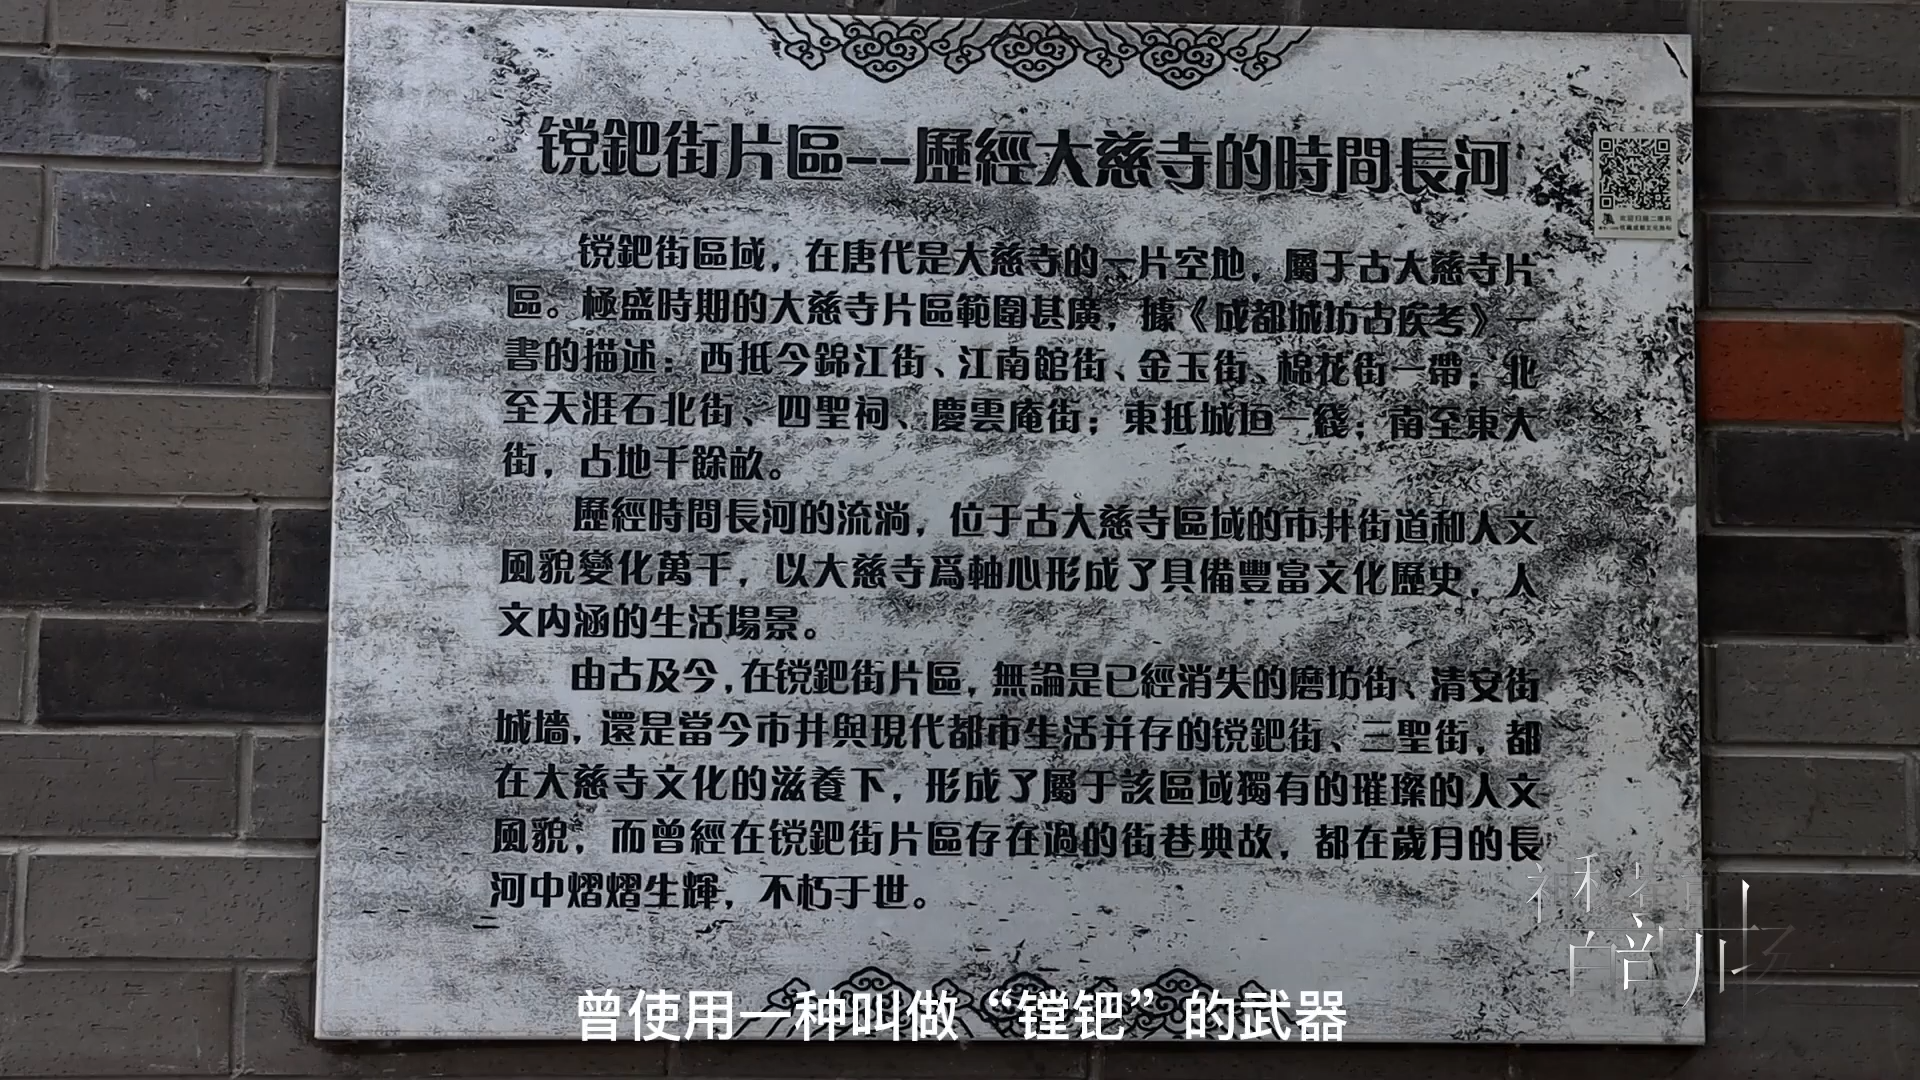 镋鈀街片區--歷經大慈寺的時間長河
镋鈀街區域，在唐代是大慈寺的一片空地，屬于古大慈寺片
區。極盛時期的大慈寺片區範圍甚廣，據《成都城坊古疾考》一
書的描述：西抵今錦江街、江南館街、金玉街、棉花街一帶；北
至天涯石北街、四聖祠、慶雲庵街；東抵城垣一綫；南至東大
街，占地千餘畝。
歷經時間長河的流淌，位于古大慈寺區域的市井街道和人文
風貌變化萬千，以大慈寺爲軸心形成了具備豐富文化歷史，人
文内涵的生活場景。
由古及今，在镋鈀街片區，無論是已經消失的磨坊街、清安街
城墻，還是當今市井與現代都市生活并存的镋鈀街、三聖街，都
在大慈寺文化的滋養下，形成了屬于該區域獨有的璀璨的人文
風貌，而曾經在镋鈀街片區存在過的街巷典故，都在歲月的長
河中熠熠生輝，不朽于世。
曾使用一种叫做“镗钯”的武器